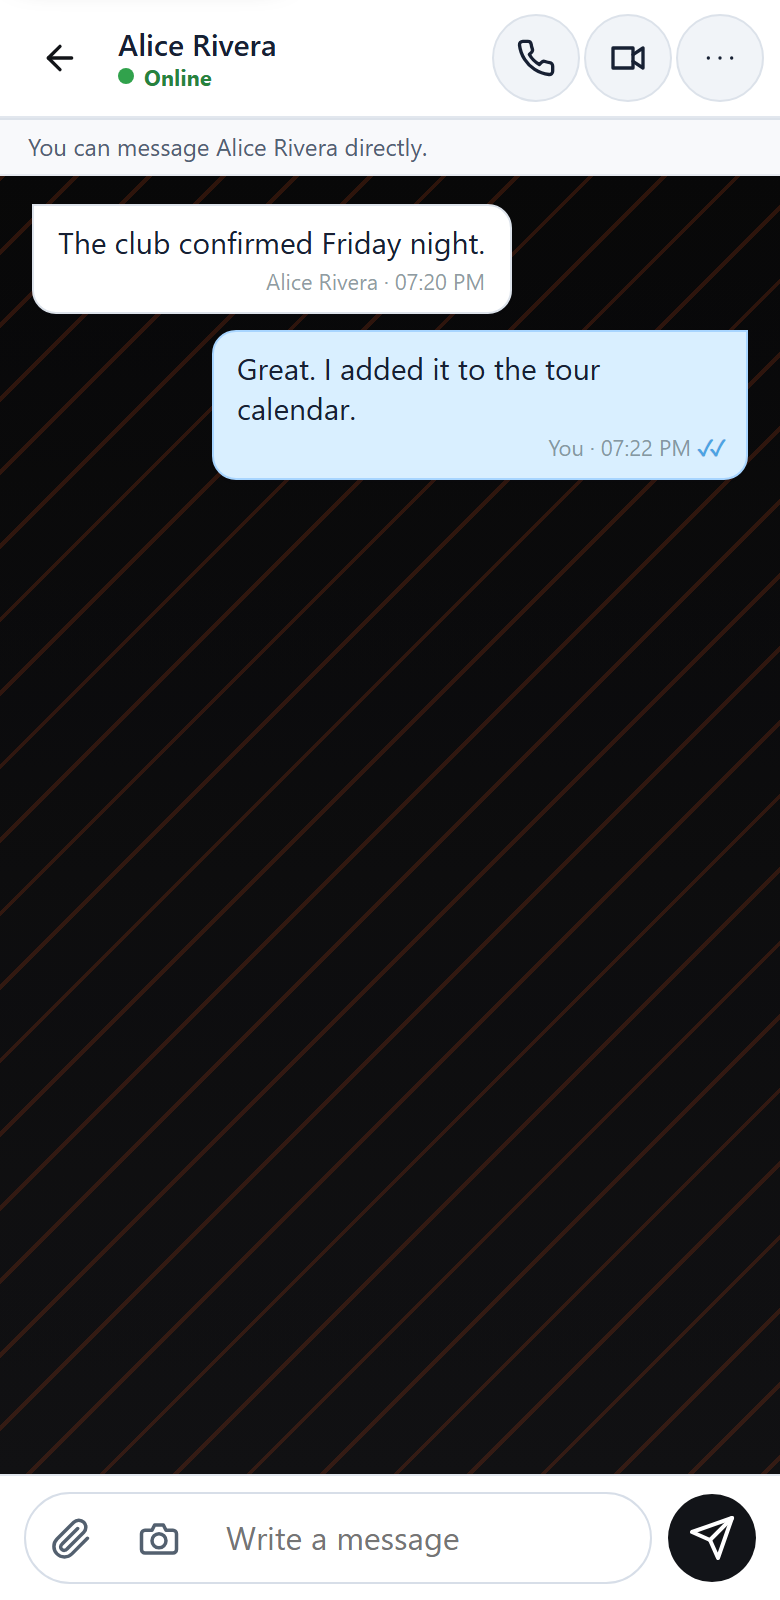 Alice Rivera
Online
You can message Alice Rivera directly.
The club confirmed Friday night.
Alice Rivera · 07:20 PM
Great. I added it to the tour
calendar.
You · 07:22 PM
Write a message